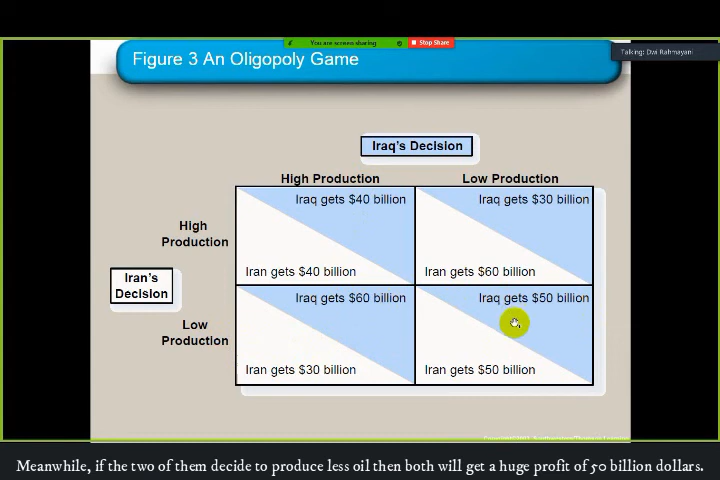 You are screen sharing
Stop Share
Talking: Dwi Rahmayani
Figure 3 An Oligopoly Game
Iraq's Decision
High Production
Low Production
Iraq gets $40 billion
Iraq gets $30 billion
High
Production
Iran gets $40 billion
Iran gets $60 billion
Iran's
Decision
Iraq gets $60 billion
Iraq gets $50 billion
Low
Production
Iran gets $30 billion
Iran gets $50 billion
Meanwhile, if the two of them decide to produce less oil then both will get a huge profit of 50 billion dollars.